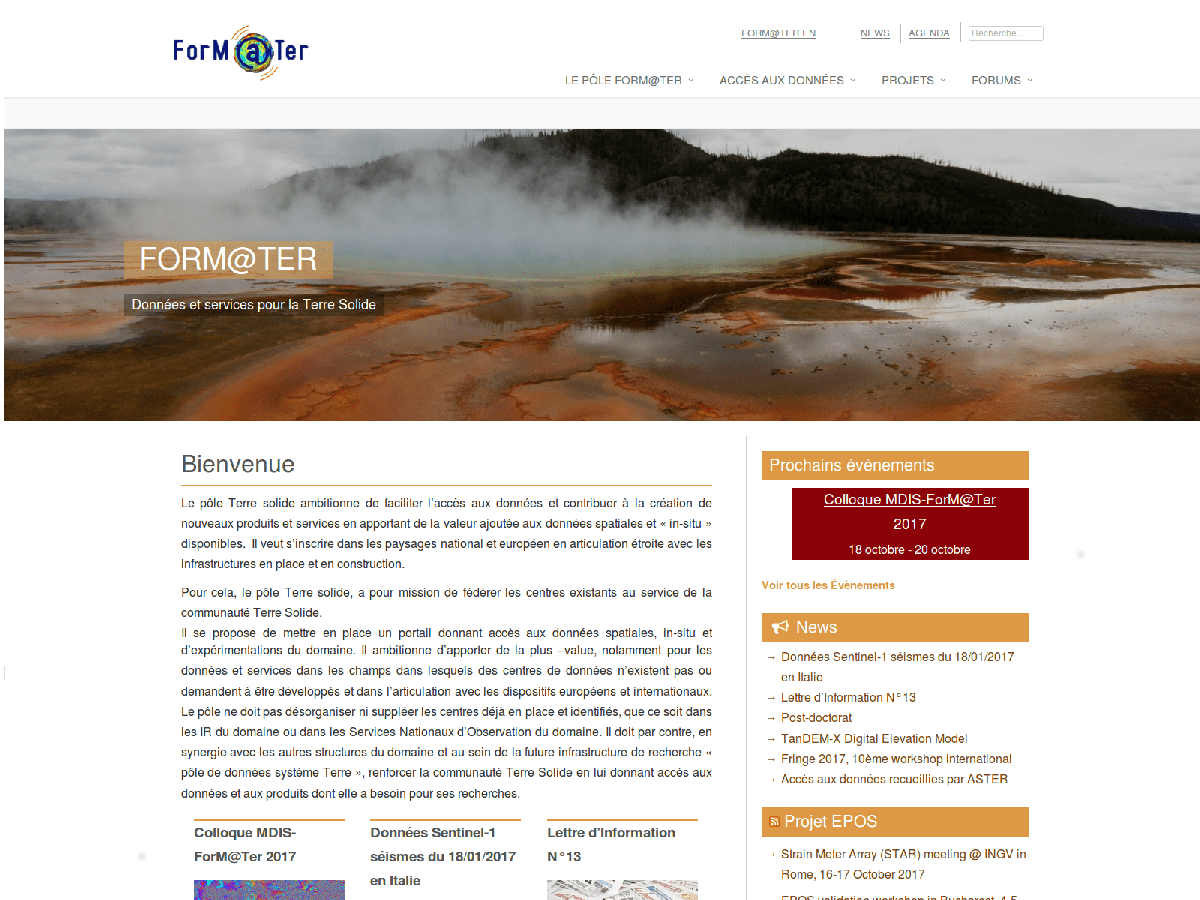 ForM@Ter
FORM@TER EN
NEWS
AGENDA
Recherche...
LE PÔLE FORM@TER
ACCÈS AUX DONNÉES
PROJETS
FORUMS
FORM@TER
Données et services pour la Terre Solide
Bienvenue
Le pôle Terre solide ambitionne de faciliter l'accès aux données et contribuer à la création de
nouveaux produits et services en apportant de la valeur ajoutée aux données spatiales et « in-situ »
disponibles. Il veut s'inscrire dans les paysages national et européen en articulation étroite avec les
infrastructures en place et en construction.
Pour cela, le pôle Terre solide, a pour mission de fédérer les centres existants au service de la
communauté Terre Solide.
Il se propose de mettre en place un portail donnant accès aux données spatiales, in-situ et
d'expérimentations du domaine. Il ambitionne d'apporter de la plus –value, notamment pour les
données et services dans les champs dans lesquels des centres de données n'existent pas ou
demandent à être développés et dans l'articulation avec les dispositifs européens et internationaux.
Le pôle ne doit pas désorganiser ni suppléer les centres déjà en place et identifiés, que ce soit dans
les IR du domaine ou dans les Services Nationaux d'Observation du domaine. Il doit par contre, en
synergie avec les autres structures du domaine et au sein de la future infrastructure de recherche «
pôle de données système Terre », renforcer la communauté Terre Solide en lui donnant accès aux
données et aux produits dont elle a besoin pour ses recherches.
Colloque MDIS-
ForM@Ter 2017
Données Sentinel-1
séismes du 18/01/2017
en Italie
Lettre d'Information
N°13
Prochains évènements
Colloque MDIS-ForM@Ter
2017
18 octobre - 20 octobre
Voir tous les Évènements
News
→ Données Sentinel-1 séismes du 18/01/2017
en Italie
→ Lettre d'Information N°13
→ Post-doctorat
→ TanDEM-X Digital Elevation Model
→ Fringe 2017, 10ème workshop international
→ Accès aux données recueillies par ASTER
Projet EPOS
→ Strain Meter Array (STAR) meeting @ INGV in
Rome, 16-17 October 2017
EPOS validation workshop in Bucharest, 4-5